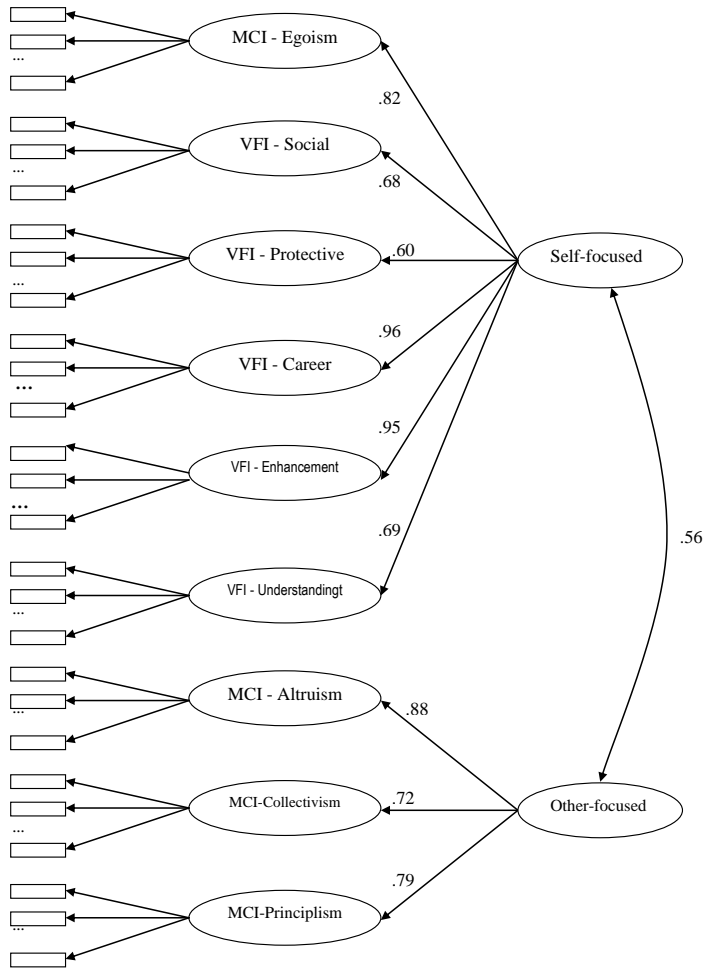 MCI - Egoism
...
.82
VFI - Social
...
.68
VFI - Protective
.60
Self-focused
...
.96
VFI - Career
...
.95
VFI - Enhancement
...
.69
.56
VFI - Understandingt
...
MCI - Altruism
.88
...
MCI-Collectivism
.72
Other-focused
...
.79
MCI-Principlism
...